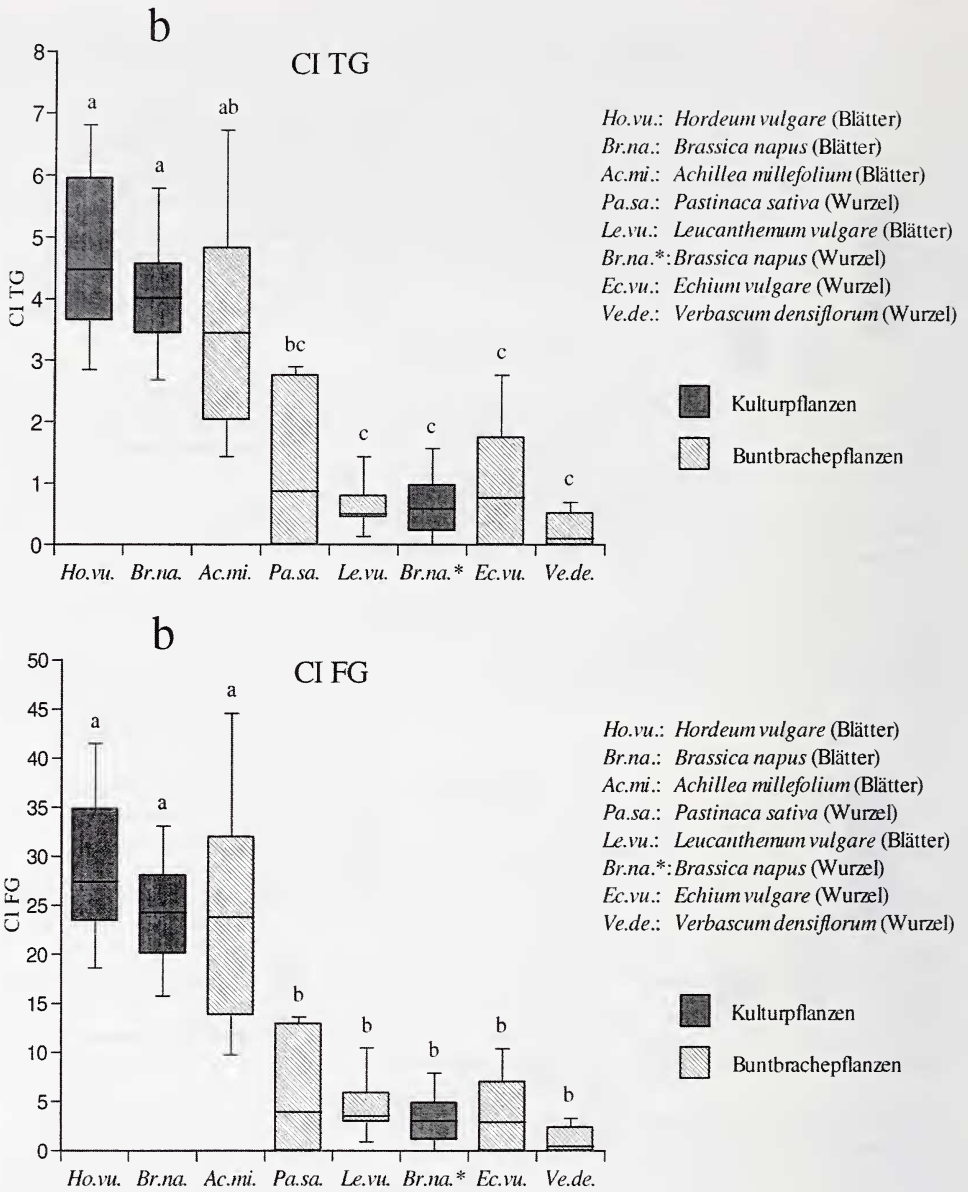 b
CI TG
8
7
6
5
4
3
2
1
0
CI TG
a
a
ab
bc
c
c
c
c
Ho.vu. Br.na. Ac.mi. Pa.sa. Le.vu. Br.na.* Ec.vu. Ve.de.
Ho.vu.: Hordeum vulgare (Blätter)
Br.na.: Brassica napus (Blätter)
Ac.mi.: Achillea millefolium (Blätter)
Pa.sa.: Pastinaca sativa (Wurzel)
Le.vu.: Leucanthemum vulgare (Blätter)
Br.na.*: Brassica napus (Wurzel)
Ec.vu.: Echium vulgare (Wurzel)
Ve.de.: Verbascum densiflorum (Wurzel)
Kulturpflanzen
Buntbrachepflanzen
b
CI FG
50
45
40
35
30
25
20
15
10
5
0
CI FG
a
a
a
b
b
b
b
b
Ho.vu. Br.na. Ac.mi. Pa.sa. Le.vu. Br.na.* Ec.vu. Ve.de.
Ho.vu.: Hordeum vulgare (Blätter)
Br.na.: Brassica napus (Blätter)
Ac.mi.: Achillea millefolium (Blätter)
Pa.sa.: Pastinaca sativa (Wurzel)
Le.vu.: Leucanthemum vulgare (Blätter)
Br.na.*: Brassica napus (Wurzel)
Ec.vu.: Echium vulgare (Wurzel)
Ve.de.: Verbascum densiflorum (Wurzel)
Kulturpflanzen
Buntbrachepflanzen